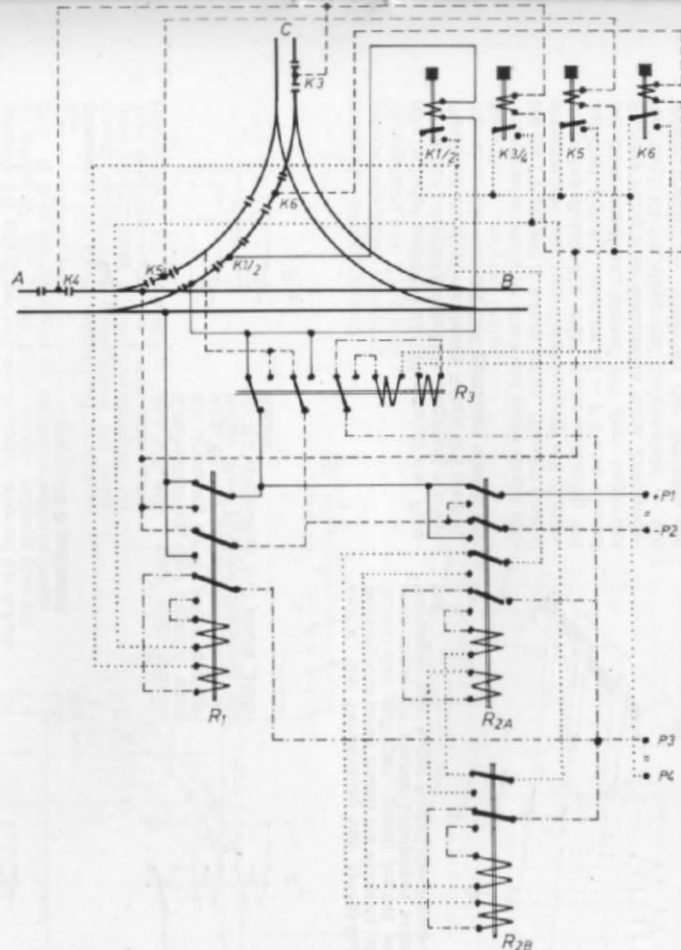 C
K3
K1/2
K3/4
K5
K6
K6
K5
K1/2
A
K4
B
R3
+P1
=
P2
R1
R2A
P3
=
P4
R2B